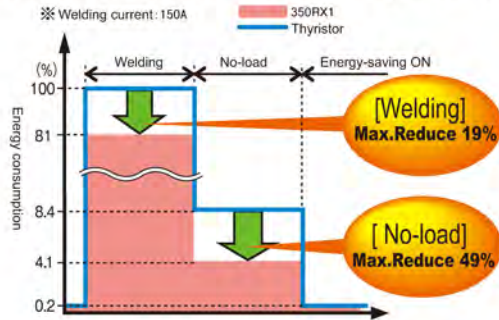 ※ Welding current:150A
350RX1
Thyristor
Welding
No-load
Energy-saving ON
(%)
Energy consumption
100
81
8.4
4.1
0.2
[Welding]
Max.Reduce 19%
[ No-load]
Max.Reduce 49%